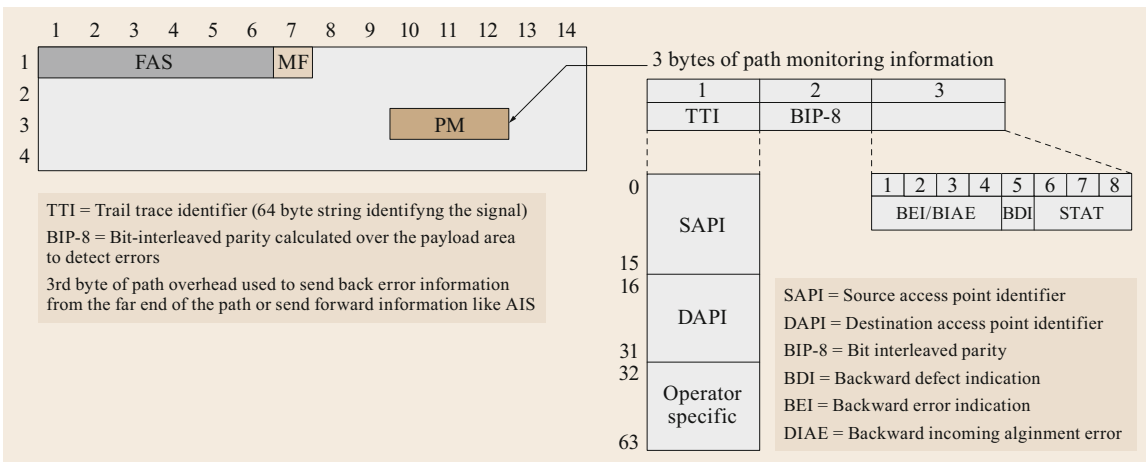 1 2 3 4 5 6 7 8 9 10 11 12 13 14
1 FAS MF
2
3 PM
4
3 bytes of path monitoring information
1 2 3
TTI BIP-8
0
SAPI
15
16
DAPI
31
32
Operator
specific
63
1 2 3 4 5 6 7 8
BEI/BIAE BDI STAT
TTI = Trail trace identifier (64 byte string identifyng the signal)
BIP-8 = Bit-interleaved parity calculated over the payload area
to detect errors
3rd byte of path overhead used to send back error information
from the far end of the path or send forward information like AIS
SAPI = Source access point identifier
DAPI = Destination access point identifier
BIP-8 = Bit interleaved parity
BDI = Backward defect indication
BEI = Backward error indication
DIAE = Backward incoming alginment error